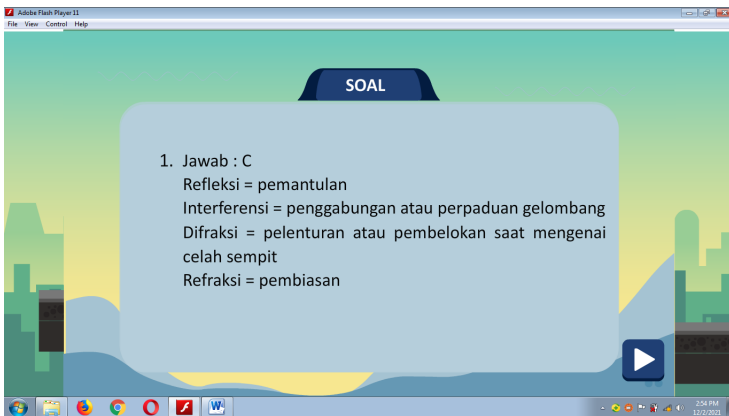 Adobe Flash Player 11
File View Control Help
SOAL
1. Jawab : C
Refleksi = pemantulan
Interferensi = penggabungan atau perpaduan gelombang
Difraksi = pelenturan atau pembelokan saat mengenai
celah sempit
Refraksi = pembiasan
2:54 PM
12/2/2021